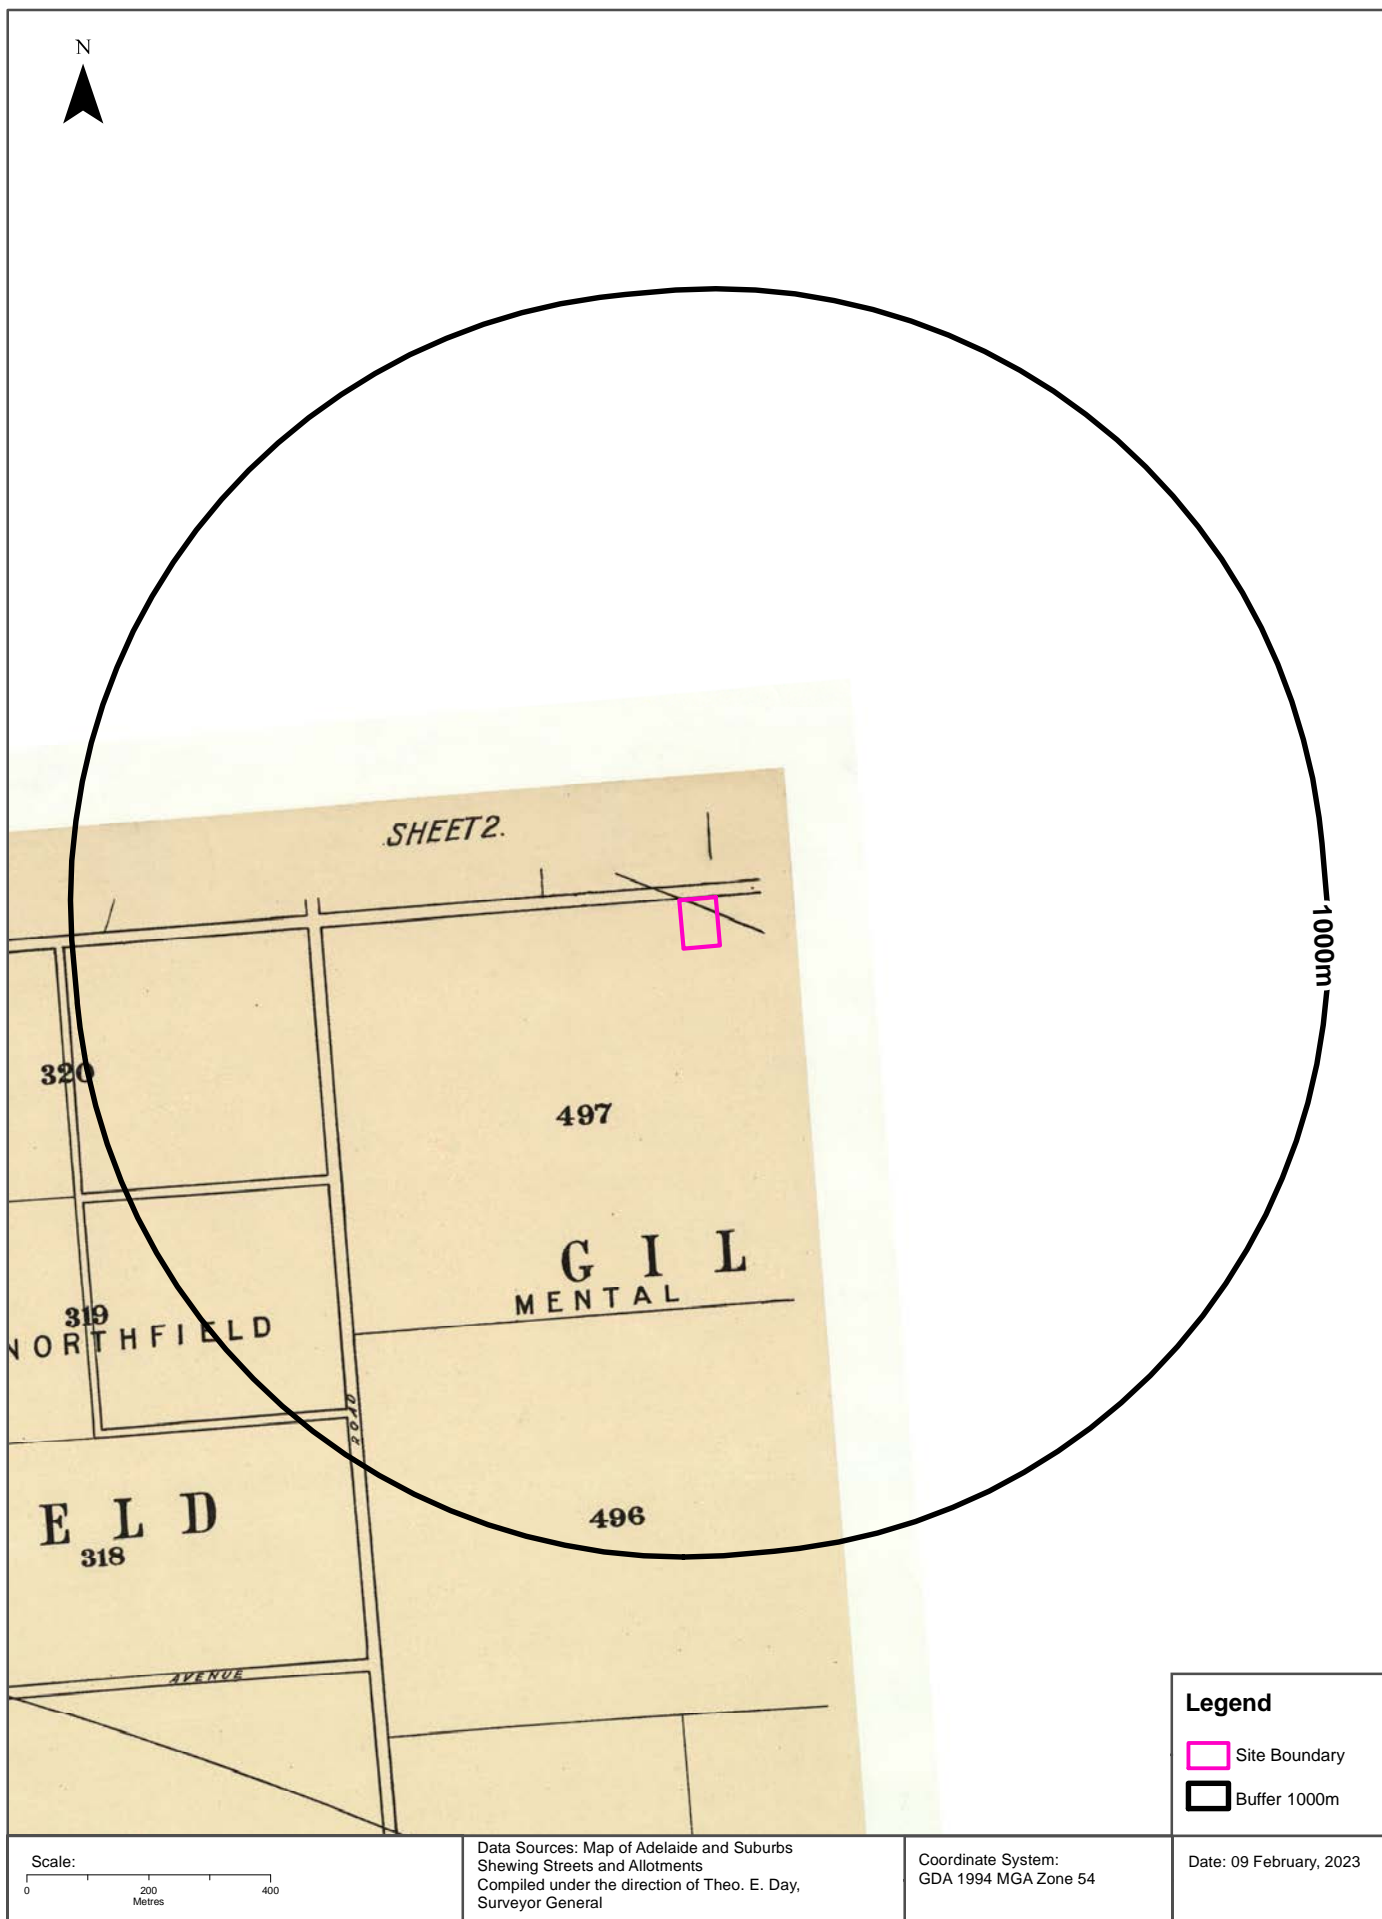 N
SHEET 2.
1000m
320
497
GIL
MENTAL
319
NORTHFIELD
ROAD
ELD
318
496
AVENUE
Legend
Site Boundary
Buffer 1000m
Scale:
0 200 400
Metres
Data Sources: Map of Adelaide and Suburbs
Shewing Streets and Allotments
Compiled under the direction of Theo. E. Day,
Surveyor General
Coordinate System:
GDA 1994 MGA Zone 54
Date: 09 February, 2023